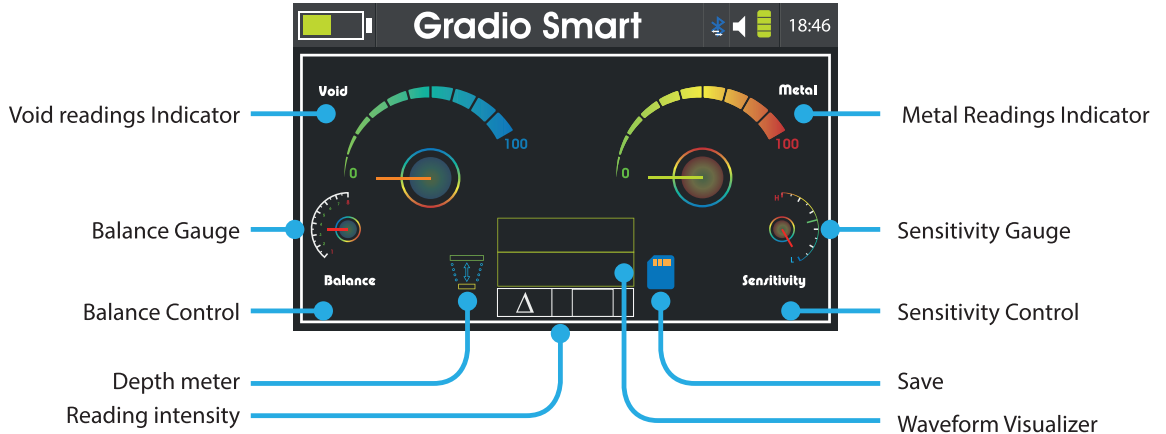 Gradio Smart
18:46
Void
Metal
Void readings Indicator
Metal Readings Indicator
100
100
0
0
H
Balance Gauge
Sensitivity Gauge
L
Balance
Sensitivity
Δ
Balance Control
Sensitivity Control
Depth meter
Save
Reading intensity
Waveform Visualizer